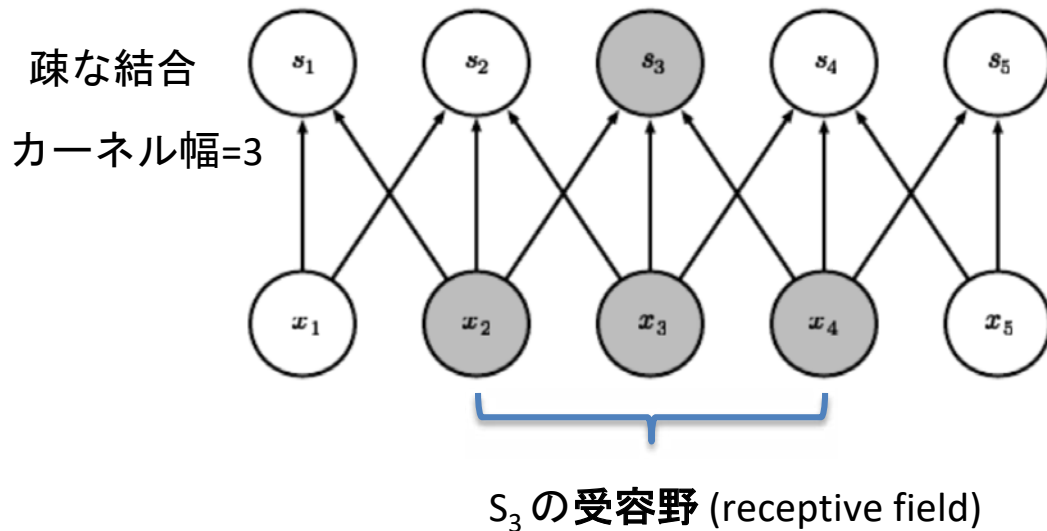 疎な結合
カーネル幅=3
s₁ s₂ s₃ s₄ s₅
x₁ x₂ x₃ x₄ x₅
S₃ の受容野 (receptive field)